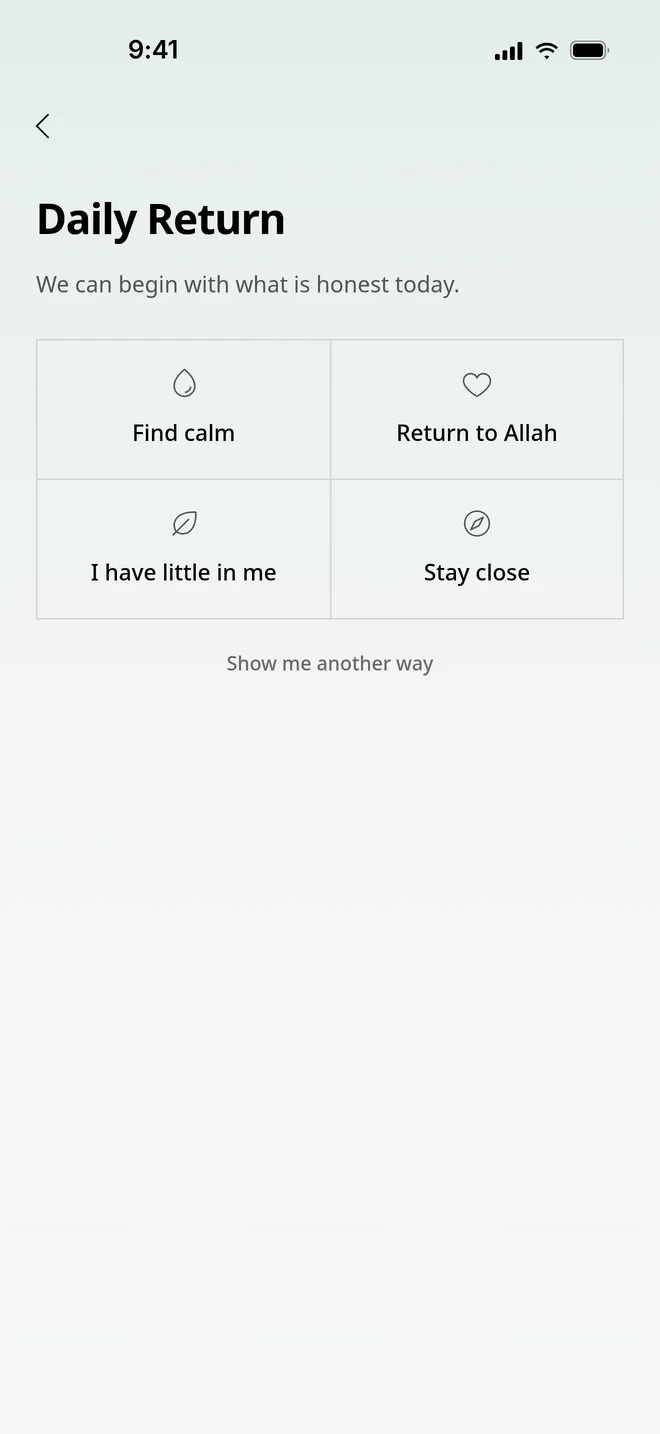 9:41
Daily Return
We can begin with what is honest today.
Find calm
Return to Allah
I have little in me
Stay close
Show me another way